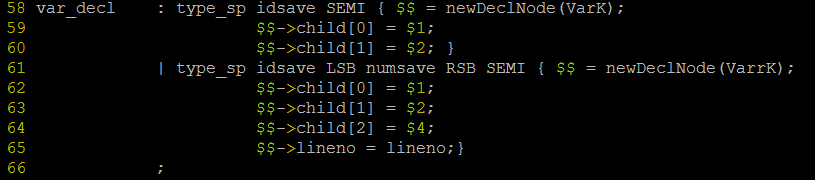 58 var_decl    : type_sp idsave SEMI { $$ = newDeclNode(VarK);
59                       $$->child[0] = $1;
60                       $$->child[1] = $2; }
61             | type_sp idsave LSB numsave RSB SEMI { $$ = newDeclNode(VarrK);
62                       $$->child[0] = $1;
63                       $$->child[1] = $2;
64                       $$->child[2] = $4;
65                       $$->lineno = lineno;}
66             ;